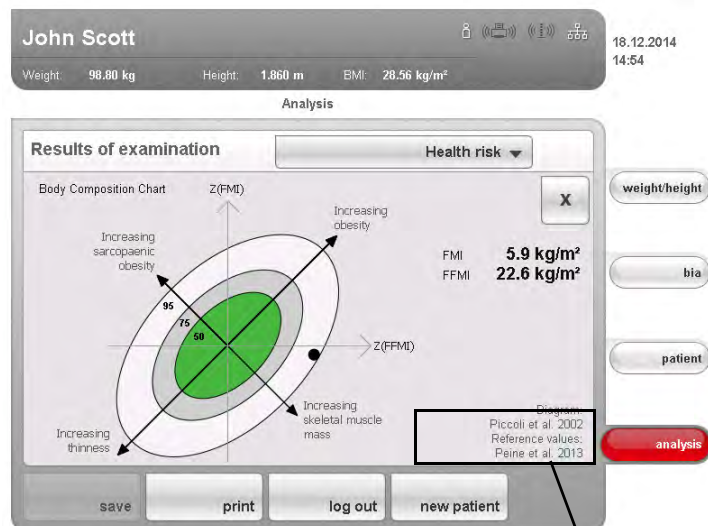 John Scott
18.12.2014
14:54
Weight: 98.80 kg Height: 1.860 m BMI: 28.56 kg/m²
Analysis
Results of examination
Health risk
weight/height
Body Composition Chart
Z(FMI)
X
Increasing
obesity
Increasing
sarcopaenic
obesity
FMI 5.9 kg/m²
FFMI 22.6 kg/m²
bia
95
75
50
Z(FFMI)
patient
Increasing
skeletal muscle
mass
Increasing
thinness
Diagram:
Piccoli et al. 2002
Reference values:
Peine et al. 2013
analysis
save print log out new patient